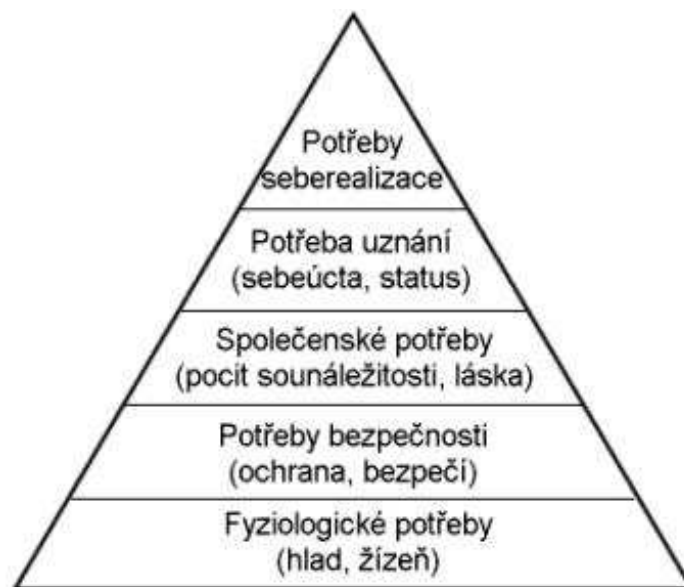 Potřeby
seberealizace
Potřeba uznání
(sebeúcta, status)
Společenské potřeby
(pocit sounáležitosti, láska)
Potřeby bezpečnosti
(ochrana, bezpečí)
Fyziologické potřeby
(hlad, žízeň)